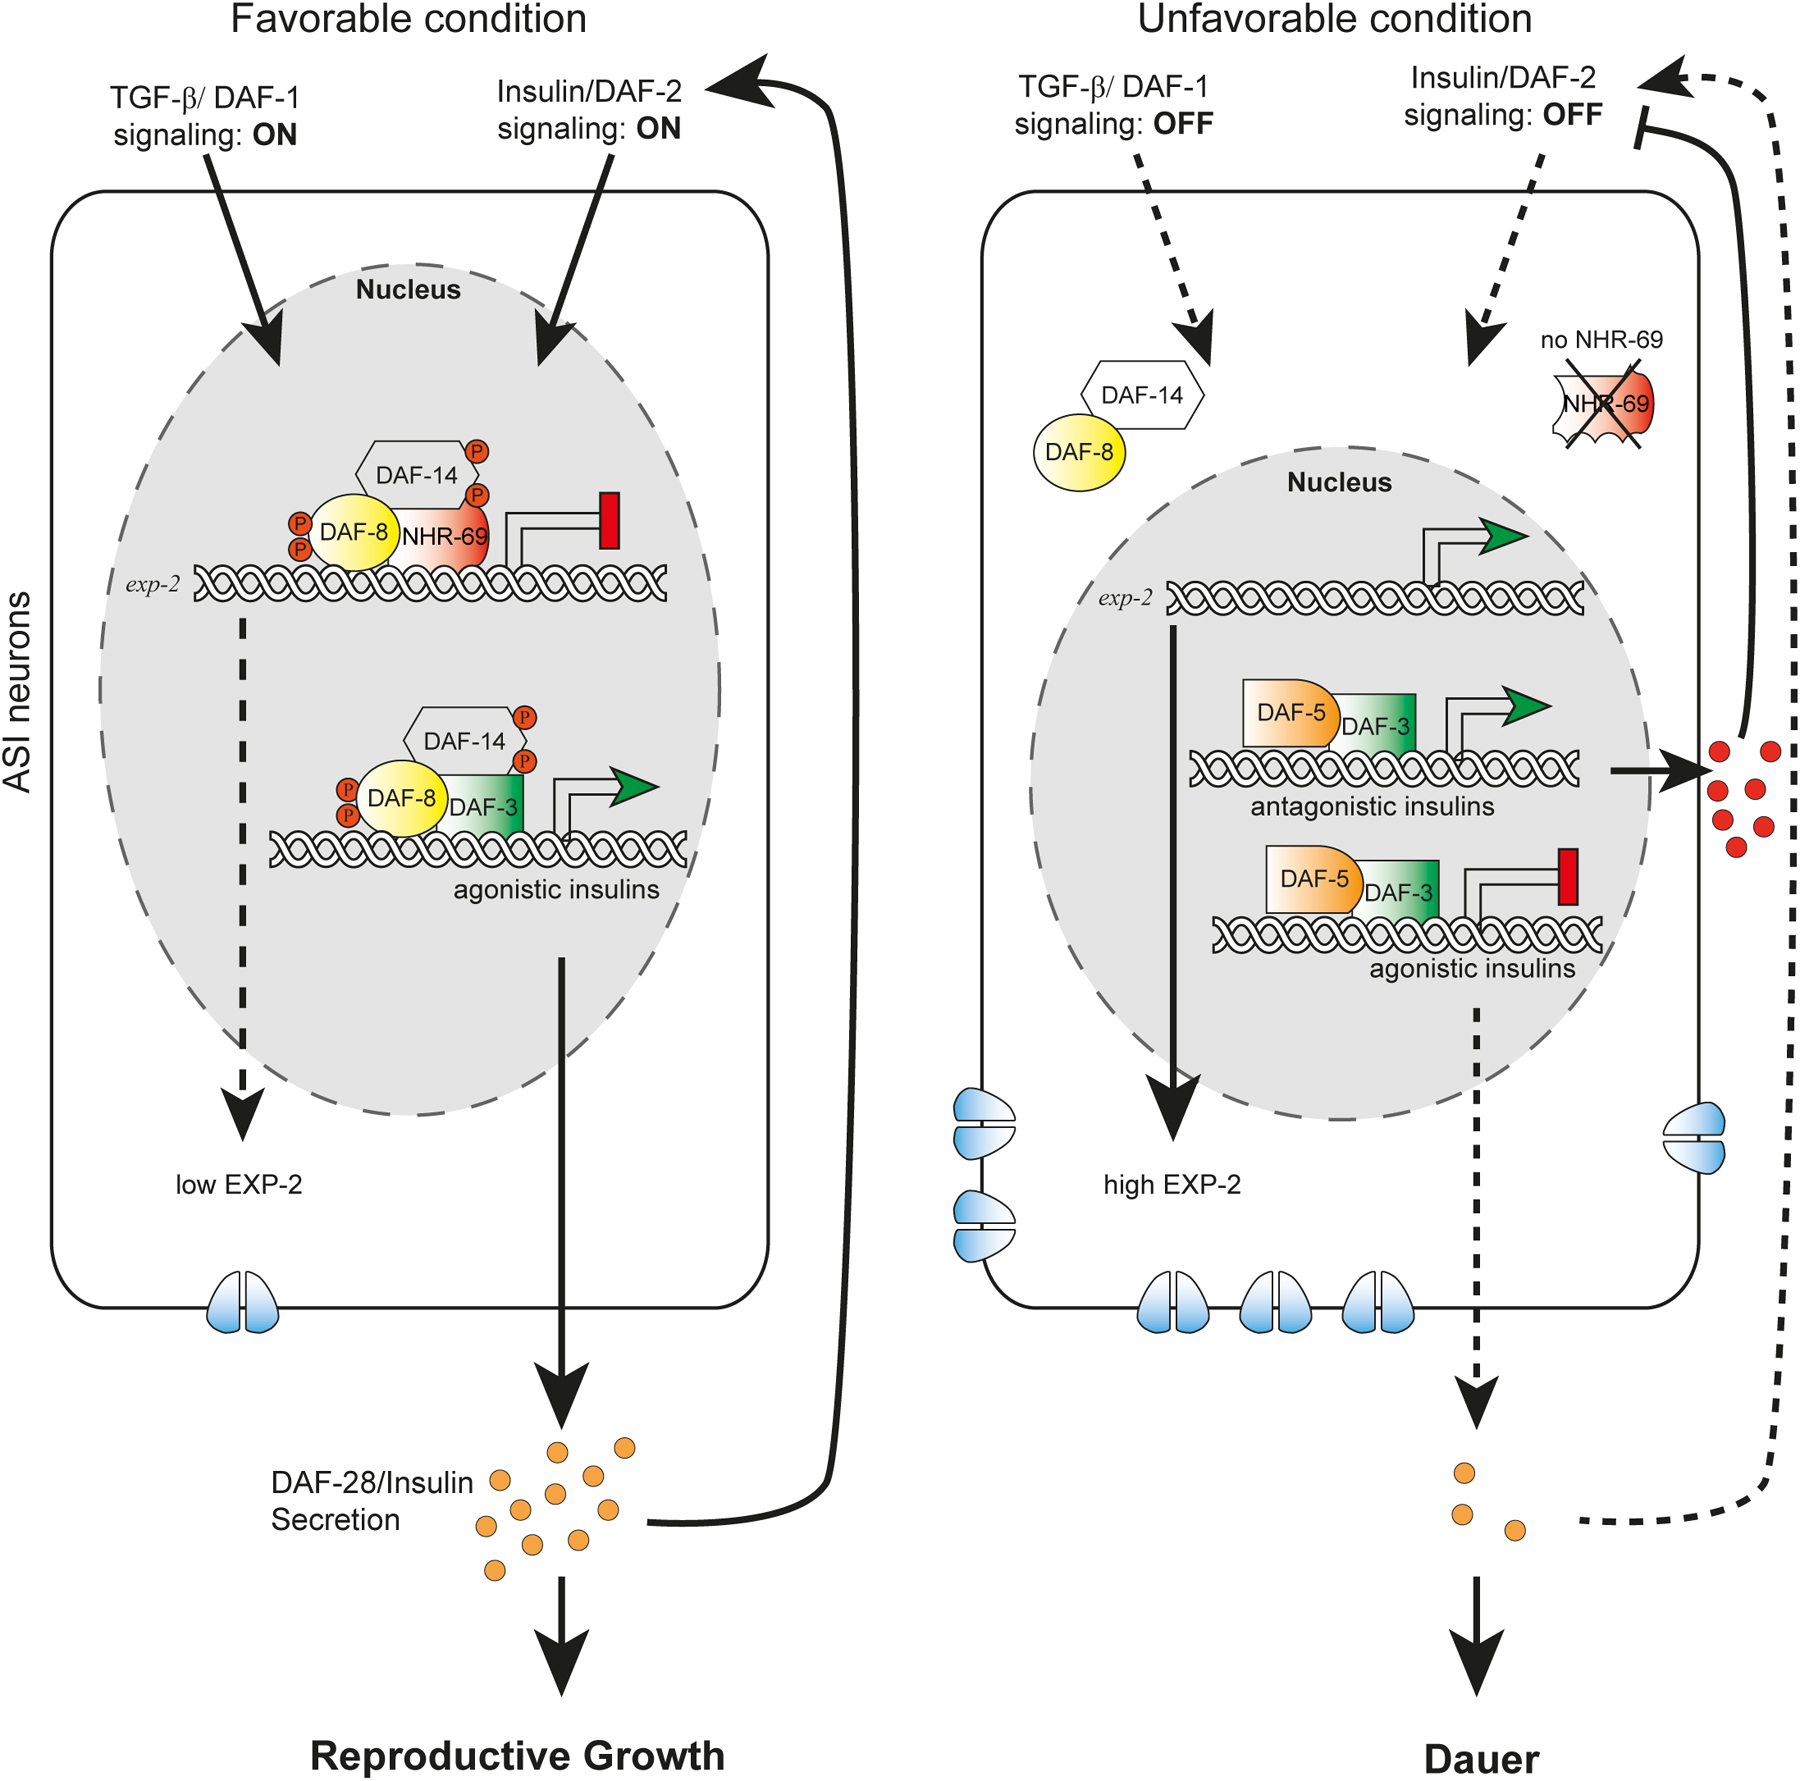 Favorable condition
TGF-β/ DAF-1
signaling: ON
Insulin/DAF-2
signaling: ON
ASI neurons
Nucleus
DAF-14
P
P
P
P
DAF-8
NHR-69
exp-2
DAF-14
P
P
P
P
DAF-8
DAF-3
agonistic insulins
low EXP-2
DAF-28/Insulin
Secretion
Reproductive Growth
Unfavorable condition
TGF-β/ DAF-1
signaling: OFF
Insulin/DAF-2
signaling: OFF
no NHR-69
NHR-69
DAF-14
DAF-8
Nucleus
exp-2
DAF-5
DAF-3
antagonistic insulins
DAF-5
DAF-3
agonistic insulins
high EXP-2
Dauer